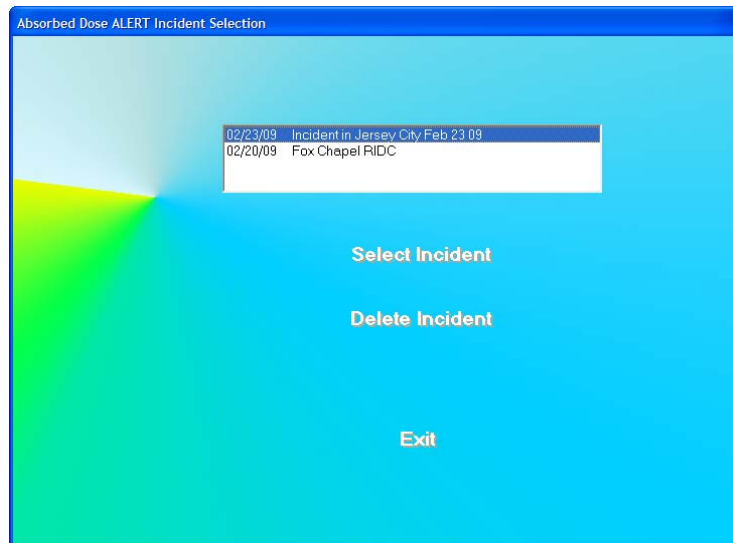 Absorbed Dose ALERT Incident Selection
02/23/09 Incident in Jersey City Feb 23 09
02/20/09 Fox Chapel RIDC
Select Incident
Delete Incident
Exit